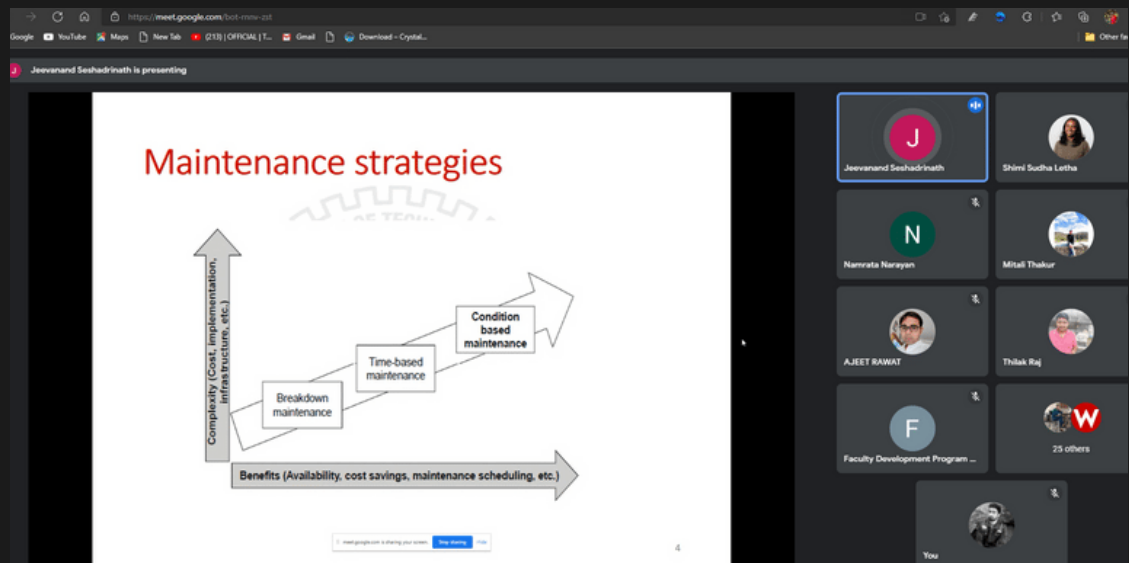 https://meet.google.com/bot-mnw-zst
Google YouTube Maps New Tab (213) | OFFICIAL | T... Gmail Download – Crystal... Other fa
J Jeevanand Seshadrinath is presenting
Maintenance strategies
OF TECHN
Complexity (Cost, implementation,
infrastructure, etc.)
Condition
based
maintenance
Time-based
maintenance
Breakdown
maintenance
Benefits (Availability, cost savings, maintenance scheduling, etc.)
meet.google.com is sharing your screen. Stop sharing Hide
4
J
Jeevanand Seshadrinath
Shimi Sudha Letha
N
Namrata Narayan
Mitali Thakur
AJEET RAWAT
Thilak Raj
F
Faculty Development Program ...
W
25 others
You